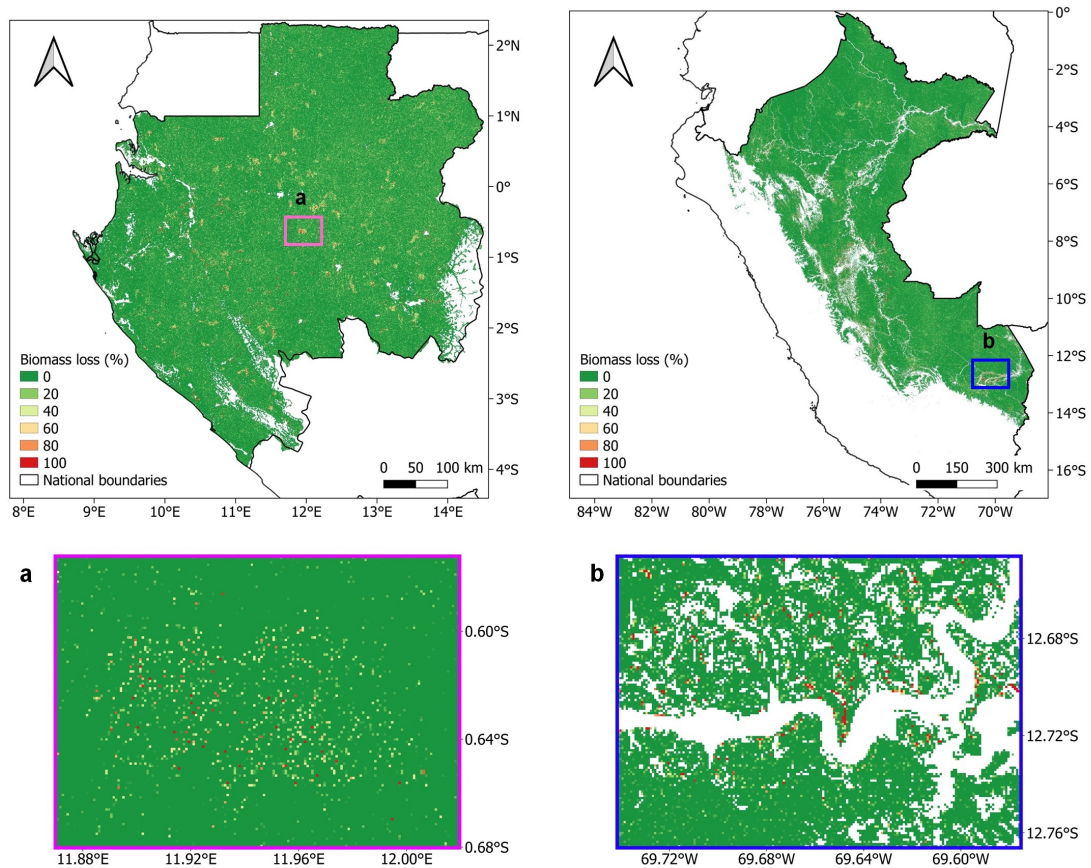 2°N
1°N
0°
1°S
2°S
3°S
4°S
a
Biomass loss (%)
0
20
40
60
80
100
National boundaries
0 50 100 km
8°E 9°E 10°E 11°E 12°E 13°E 14°E
0°
2°S
4°S
6°S
8°S
10°S
12°S
14°S
16°S
b
Biomass loss (%)
0
20
40
60
80
100
National boundaries
0 150 300 km
84°W 82°W 80°W 78°W 76°W 74°W 72°W 70°W
a
0.60°S
0.64°S
0.68°S
11.88°E 11.92°E 11.96°E 12.00°E
b
12.68°S
12.72°S
12.76°S
69.72°W 69.68°W 69.64°W 69.00°W